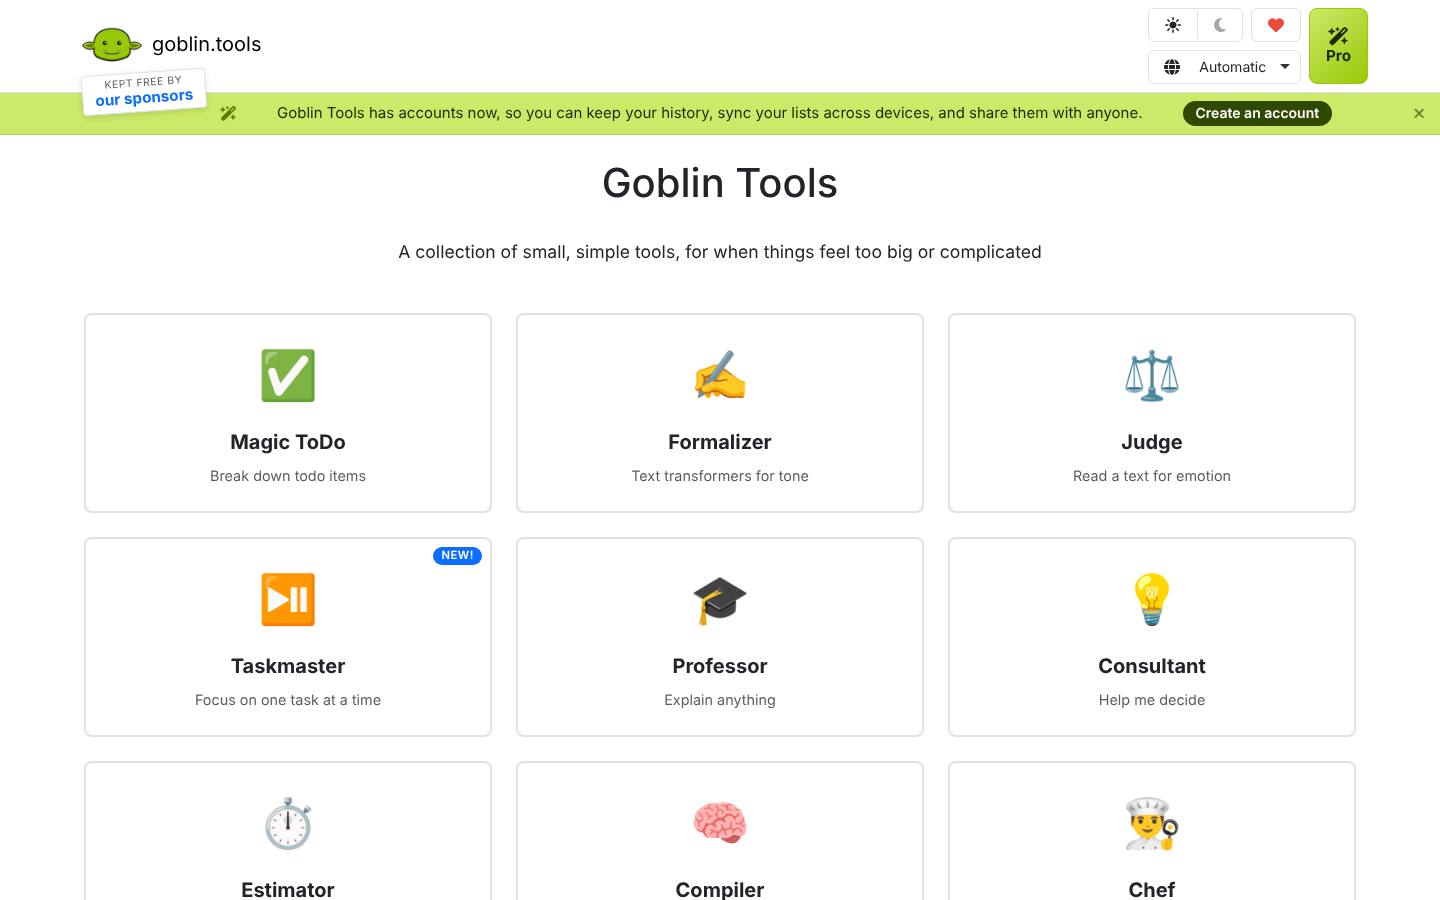 goblin.tools
KEPT FREE BY
our sponsors
Automatic
Pro
Goblin Tools has accounts now, so you can keep your history, sync your lists across devices, and share them with anyone.
Create an account
Goblin Tools
A collection of small, simple tools, for when things feel too big or complicated
Magic ToDo
Break down todo items
Formalizer
Text transformers for tone
Judge
Read a text for emotion
NEW!
Taskmaster
Focus on one task at a time
Professor
Explain anything
Consultant
Help me decide
Estimator
Compiler
Chef